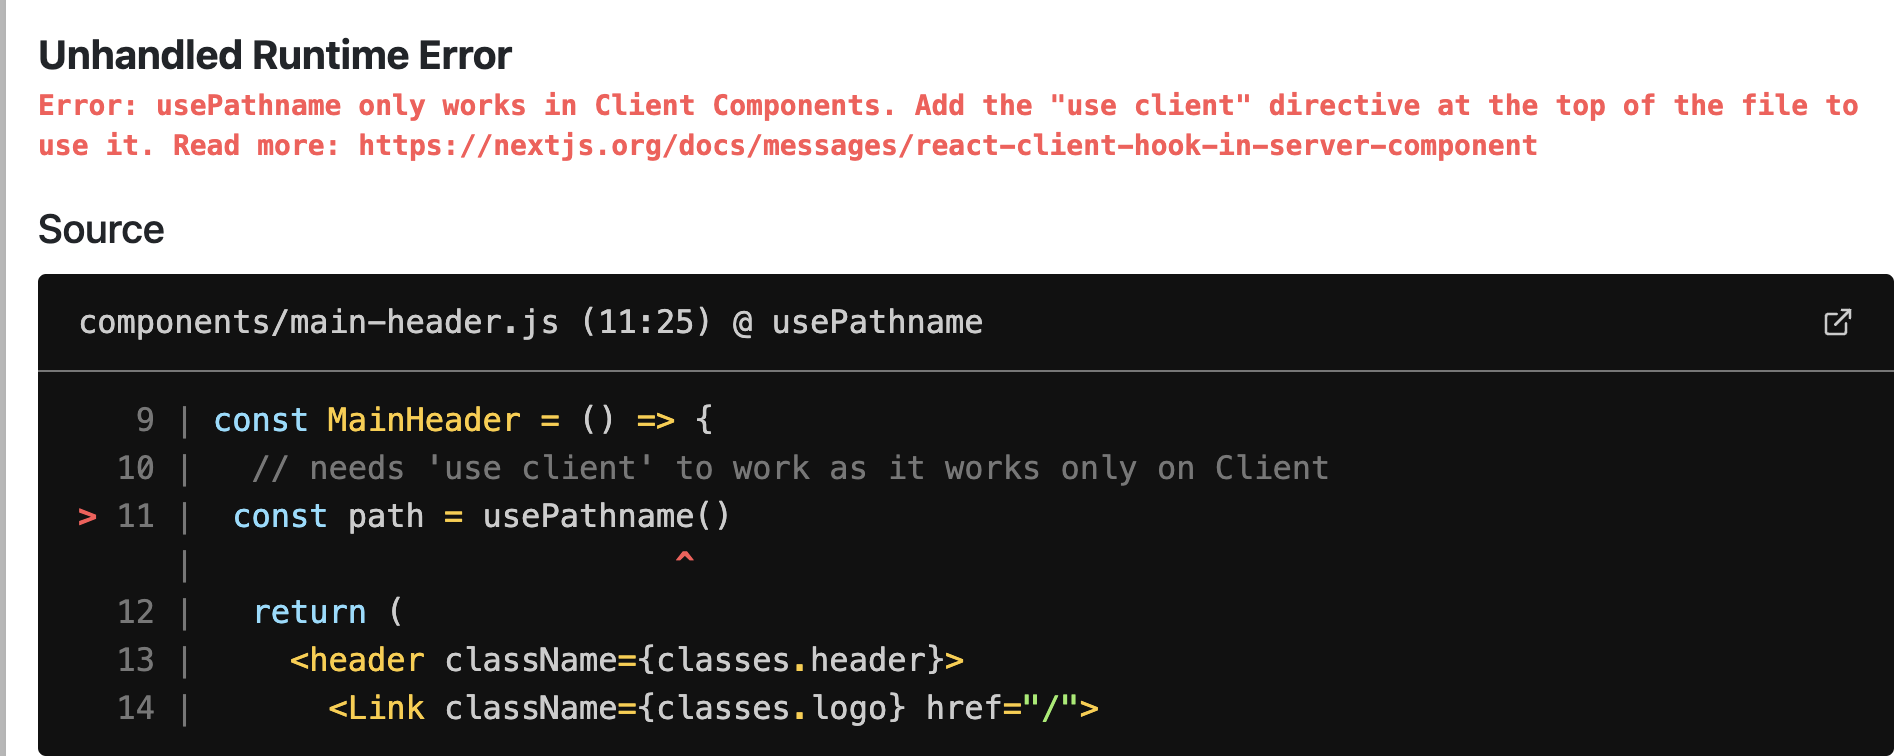 Unhandled Runtime Error
Error: usePathname only works in Client Components. Add the "use client" directive at the top of the file to
use it. Read more: https://nextjs.org/docs/messages/react-client-hook-in-server-component
Source
components/main-header.js (11:25) @ usePathname
9 | const MainHeader = () => {
10 |   // needs 'use client' to work as it works only on Client
> 11 |  const path = usePathname()
|                         ^
12 |   return (
13 |     <header className={classes.header}>
14 |       <Link className={classes.logo} href="/">